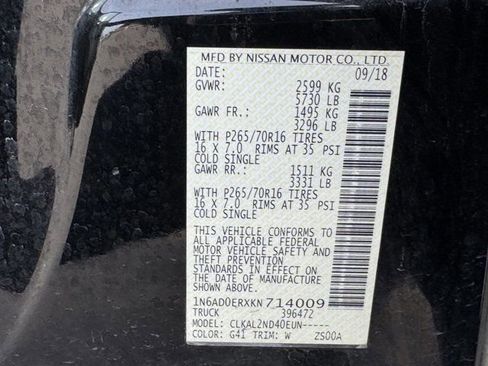 MFD BY NISSAN MOTOR CO., LTD.
DATE: 09/18
GVWR: 2599 KG
5730 LB
GAWR FR.: 1495 KG
3296 LB
WITH P265/70R16 TIRES
16 X 7.0 RIMS AT 35 PSI
COLD SINGLE
GAWR RR.: 1511 KG
3331 LB
WITH P265/70R16 TIRES
16 X 7.0 RIMS AT 35 PSI
COLD SINGLE
THIS VEHICLE CONFORMS TO
ALL APPLICABLE FEDERAL
MOTOR VEHICLE SAFETY
STANDARDS IN EFFECT ON THE
DATE OF MANUFACTURE
SHOWN ABOVE.
1N6AD0ERXKN714009
TRUCK 396472
MODEL: CLKAL2ND40EUN-----
COLOR: G41 TRIM: W ZS00A